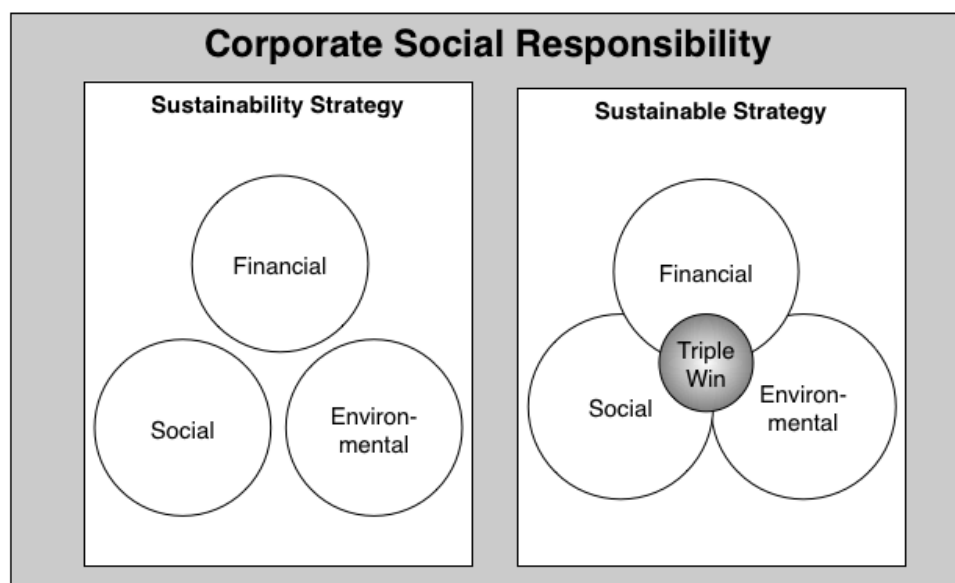 Corporate Social Responsibility
Sustainability Strategy
Financial
Social
Environ-
mental
Sustainable Strategy
Financial
Triple
Win
Social
Environ-
mental